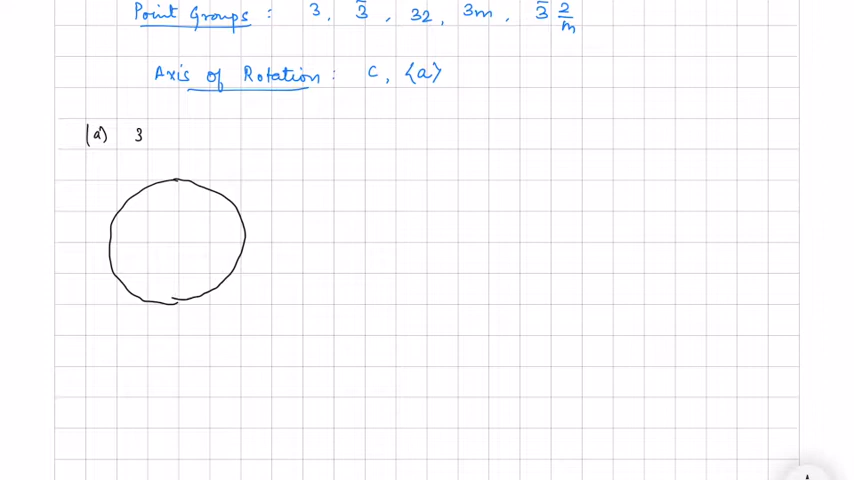 Point Groups : 3, 3̅, 32, 3m, 3̅ 2/m
Axis of Rotation : c, ⟨a⟩
(a) 3